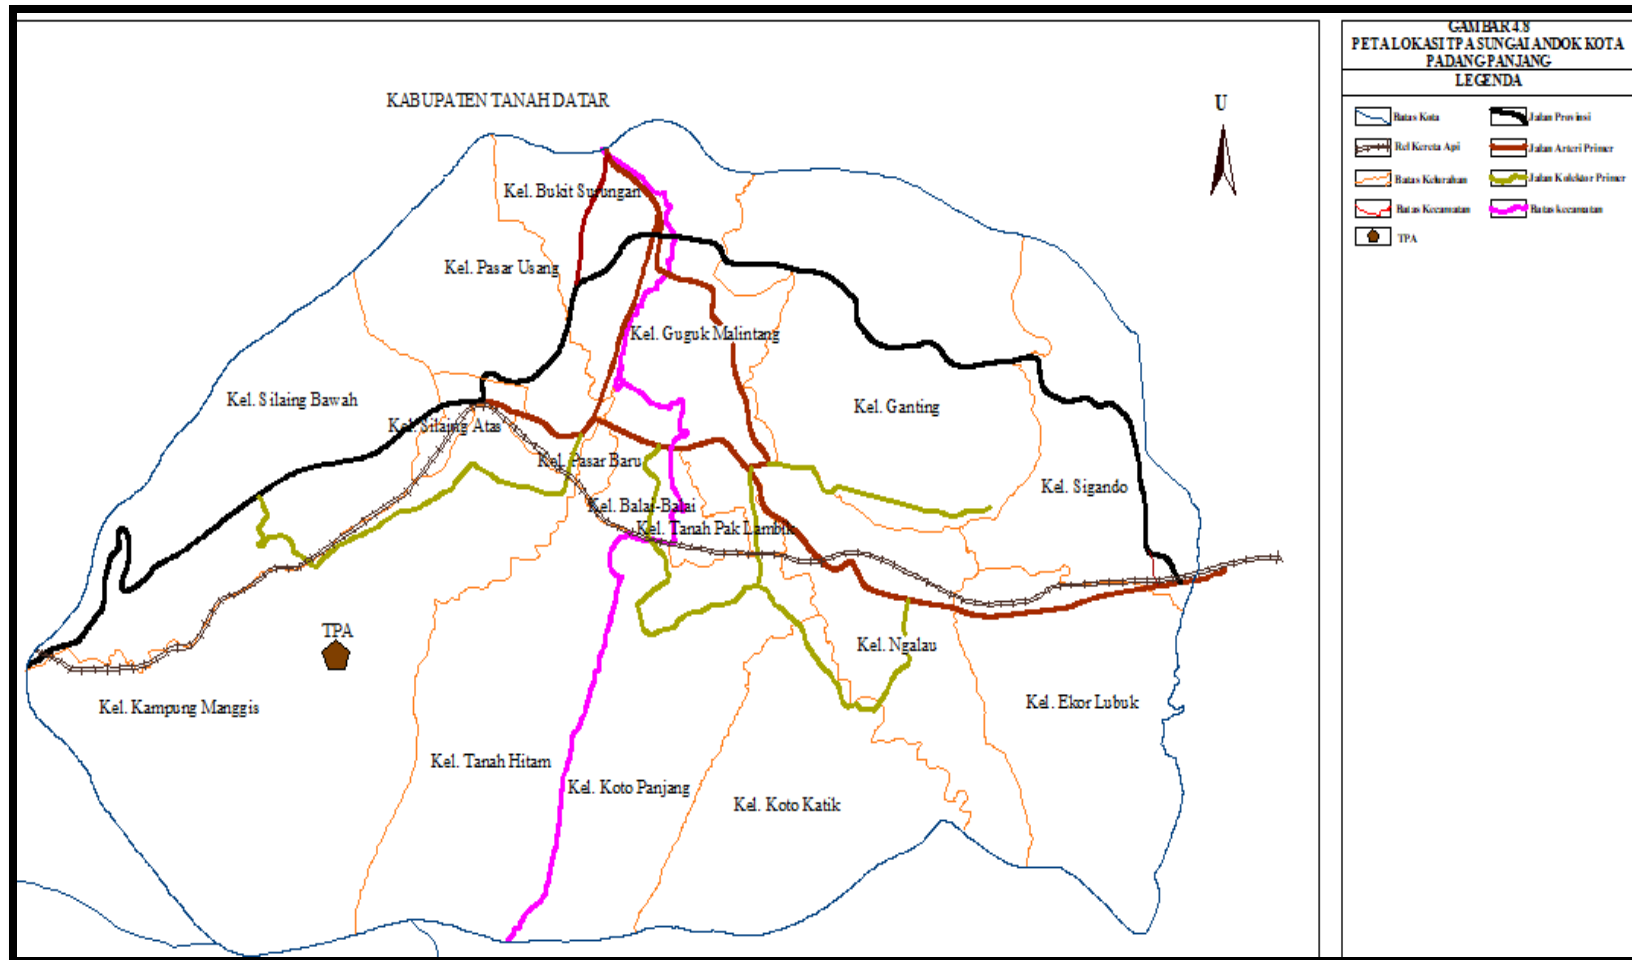 GAMBAR 4.8
PETA LOKASI TPA SUNGAI ANDOK KOTA
PADANG PANJANG
LEGENDA
Batas Kota
Jalan Provinsi
Rel Kereta Api
Jalan Arteri Primer
Batas Kelurahan
Jalan Kolektor Primer
Batas Kecamatan
Batas kecamatan
TPA
KABUPATEN TANAH DATAR
U
Kel. Bukit Surungan
Kel. Pasar Usang
Kel. Guguk Malintang
Kel. Silaing Bawah
Kel. Ganting
Kel. Silaing Atas
Kel. Pasar Baru
Kel. Sigando
Kel. Balai-Balai
Kel. Tanah Pak Lambik
TPA
Kel. Ngalau
Kel. Kampung Manggis
Kel. Ekor Lubuk
Kel. Tanah Hitam
Kel. Koto Panjang
Kel. Koto Katik